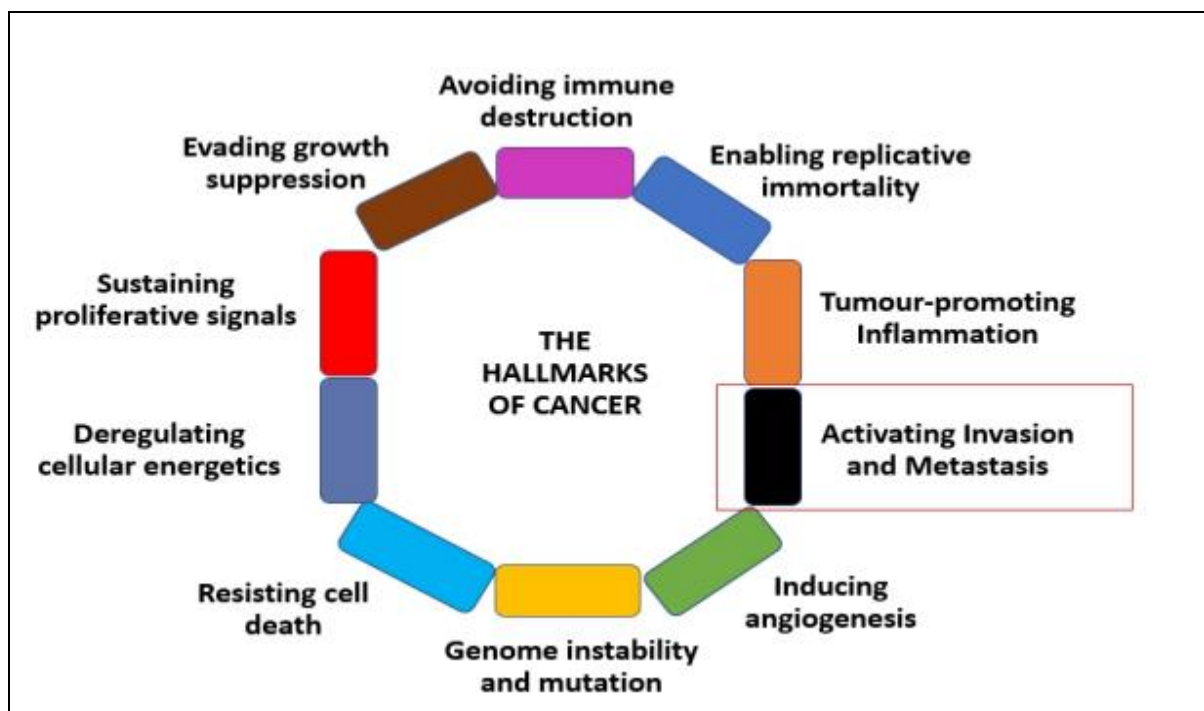 Avoiding immune
destruction
Enabling replicative
immortality
Tumour-promoting
Inflammation
Activating Invasion
and Metastasis
Inducing
angiogenesis
Genome instability
and mutation
Resisting cell
death
Deregulating
cellular energetics
Sustaining
proliferative signals
Evading growth
suppression
THE
HALLMARKS
OF CANCER